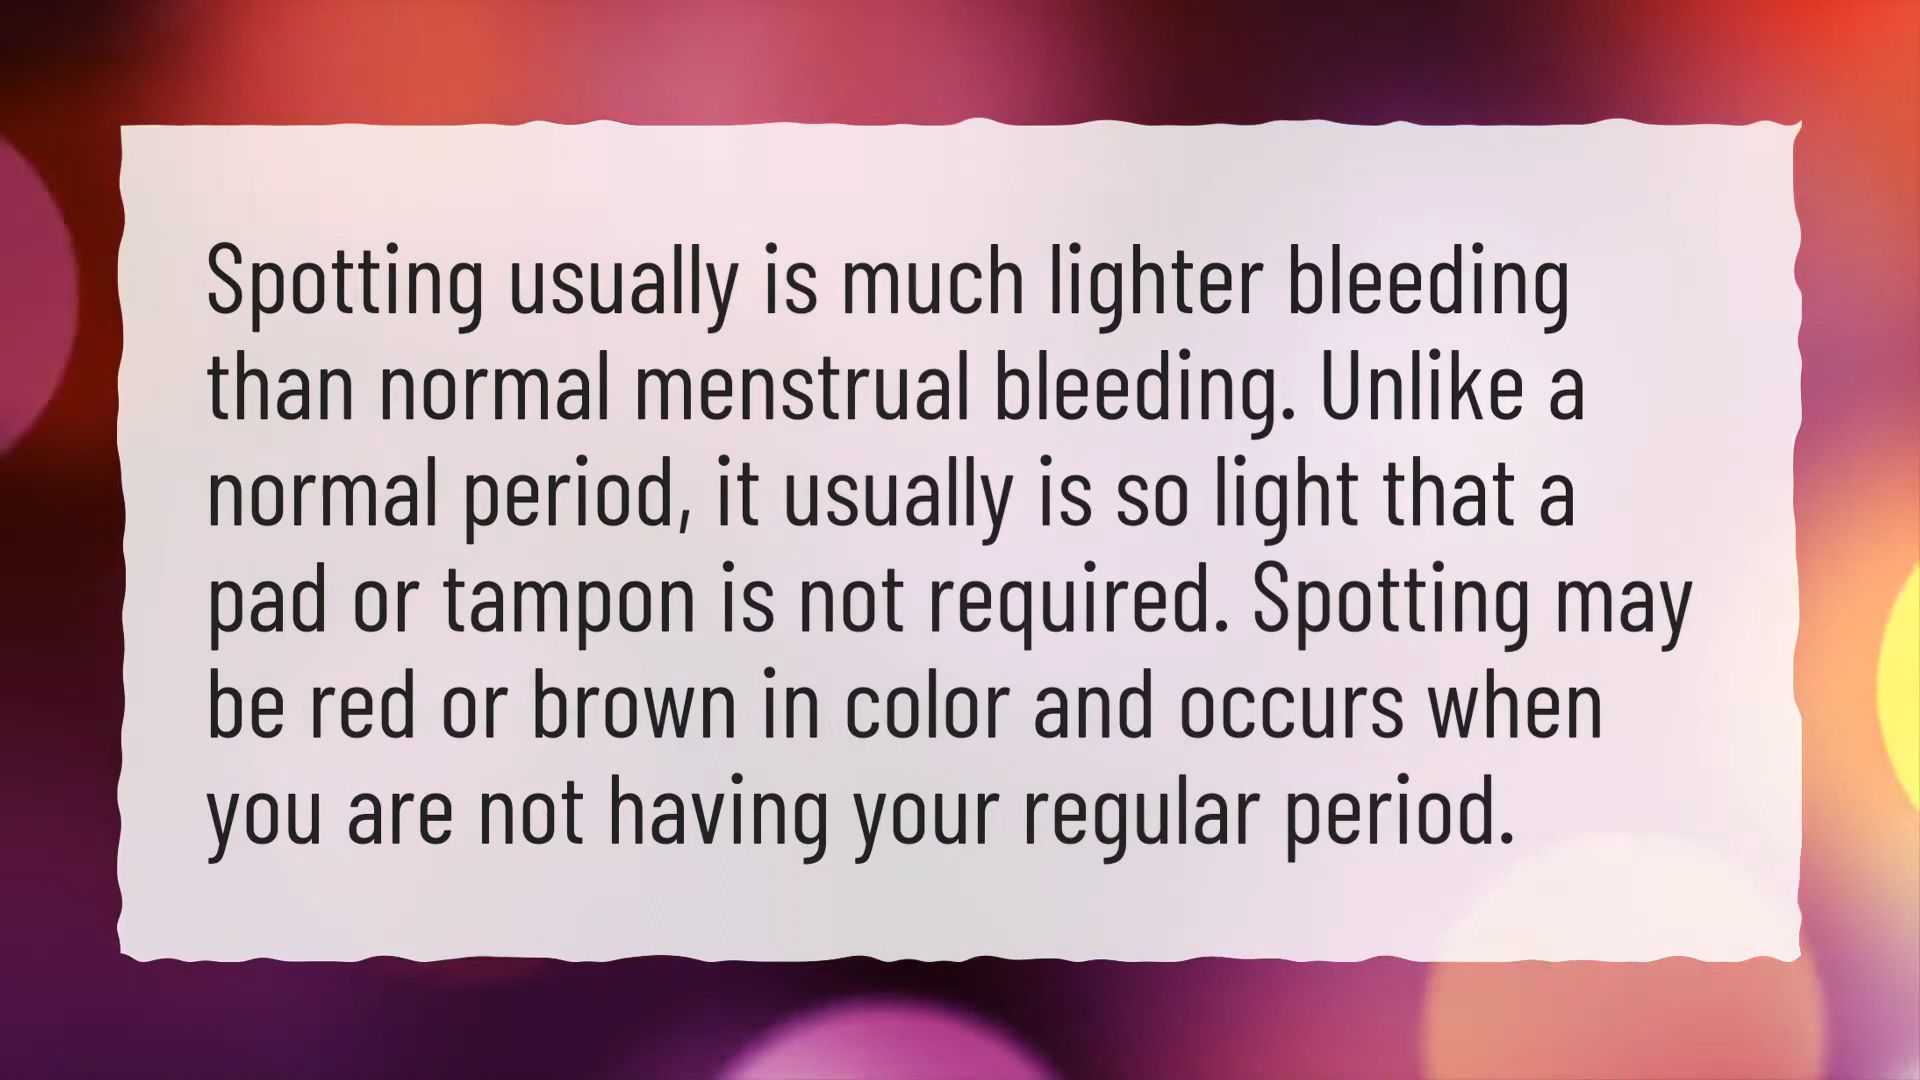 Spotting usually is much lighter bleeding
than normal menstrual bleeding. Unlike a
normal period, it usually is so light that a
pad or tampon is not required. Spotting may
be red or brown in color and occurs when
you are not having your regular period.